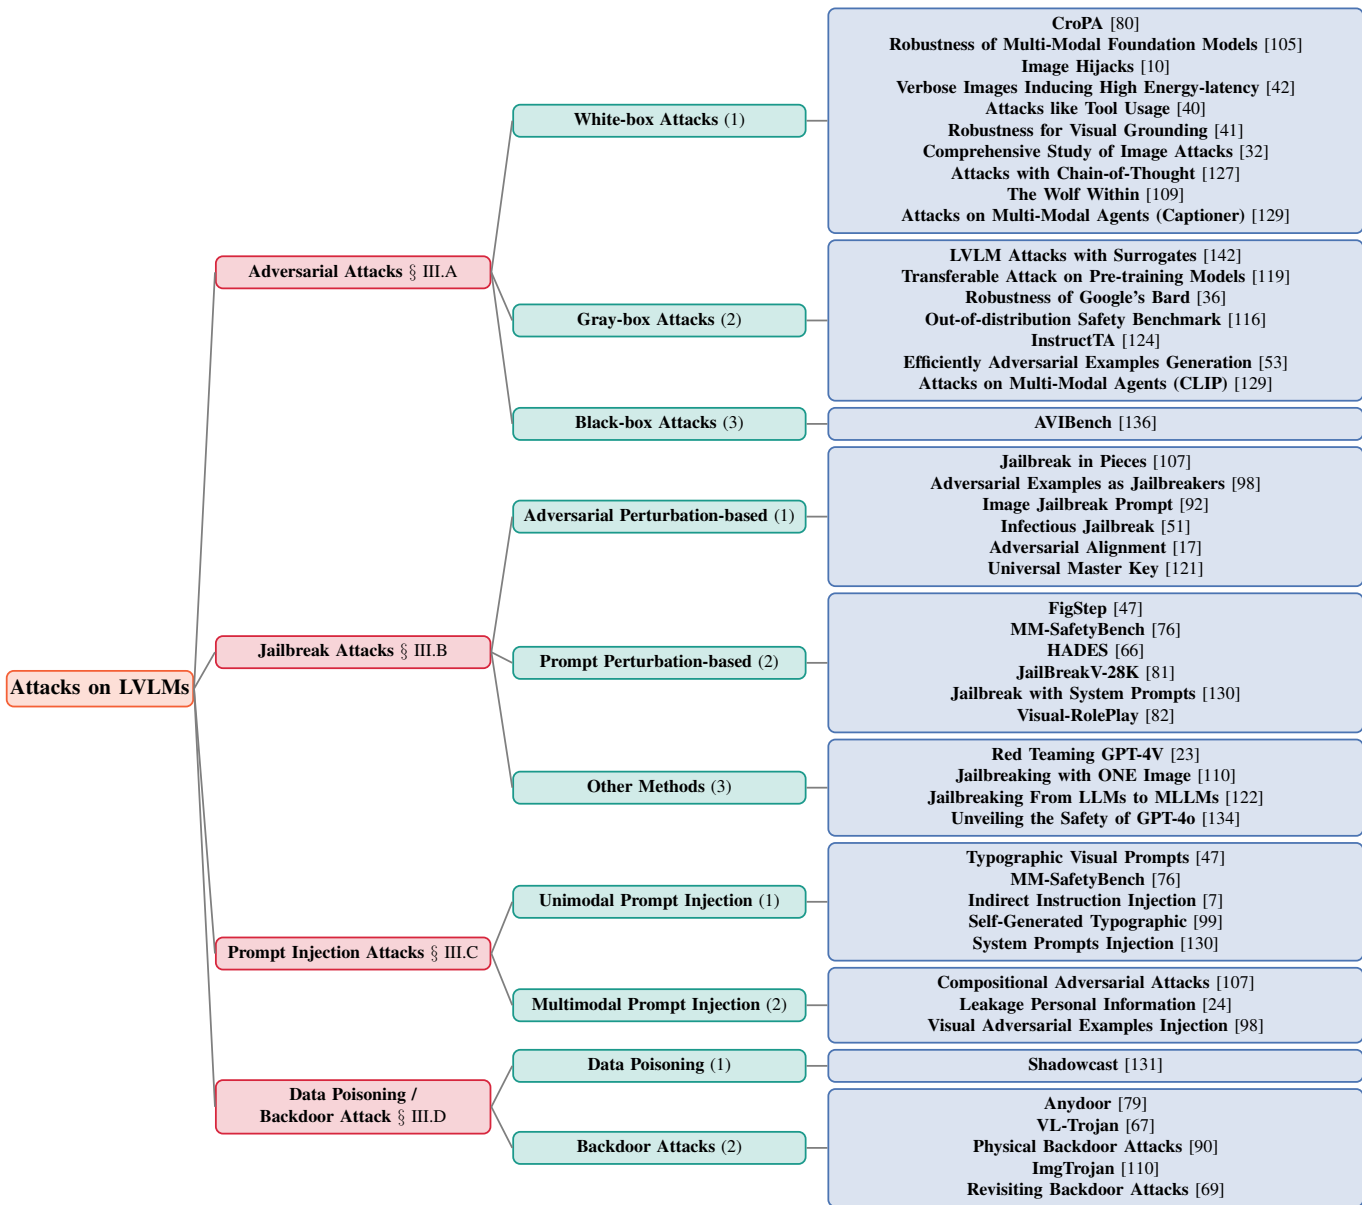 Attacks on LVLMs
Adversarial Attacks § III.A
White-box Attacks (1)
CroPA [80]
Robustness of Multi-Modal Foundation Models [105]
Image Hijacks [10]
Verbose Images Inducing High Energy-latency [42]
Attacks like Tool Usage [40]
Robustness for Visual Grounding [41]
Comprehensive Study of Image Attacks [32]
Attacks with Chain-of-Thought [127]
The Wolf Within [109]
Attacks on Multi-Modal Agents (Captioner) [129]
Gray-box Attacks (2)
LVLM Attacks with Surrogates [142]
Transferable Attack on Pre-training Models [119]
Robustness of Google's Bard [36]
Out-of-distribution Safety Benchmark [116]
InstructTA [124]
Efficiently Adversarial Examples Generation [53]
Attacks on Multi-Modal Agents (CLIP) [129]
Black-box Attacks (3)
AVIBench [136]
Jailbreak Attacks § III.B
Adversarial Perturbation-based (1)
Jailbreak in Pieces [107]
Adversarial Examples as Jailbreakers [98]
Image Jailbreak Prompt [92]
Infectious Jailbreak [51]
Adversarial Alignment [17]
Universal Master Key [121]
Prompt Perturbation-based (2)
FigStep [47]
MM-SafetyBench [76]
HADES [66]
JailBreakV-28K [81]
Jailbreak with System Prompts [130]
Visual-RolePlay [82]
Other Methods (3)
Red Teaming GPT-4V [23]
Jailbreaking with ONE Image [110]
Jailbreaking From LLMs to MLLMs [122]
Unveiling the Safety of GPT-4o [134]
Prompt Injection Attacks § III.C
Unimodal Prompt Injection (1)
Typographic Visual Prompts [47]
MM-SafetyBench [76]
Indirect Instruction Injection [7]
Self-Generated Typographic [99]
System Prompts Injection [130]
Multimodal Prompt Injection (2)
Compositional Adversarial Attacks [107]
Leakage Personal Information [24]
Visual Adversarial Examples Injection [98]
Data Poisoning /
Backdoor Attack § III.D
Data Poisoning (1)
Shadowcast [131]
Backdoor Attacks (2)
Anydoor [79]
VL-Trojan [67]
Physical Backdoor Attacks [90]
ImgTrojan [110]
Revisiting Backdoor Attacks [69]